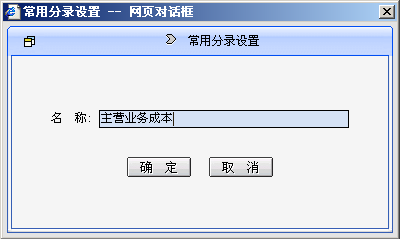 常用分录设置 -- 网页对话框
常用分录设置
名 称: 主营业务成本
确 定 取 消